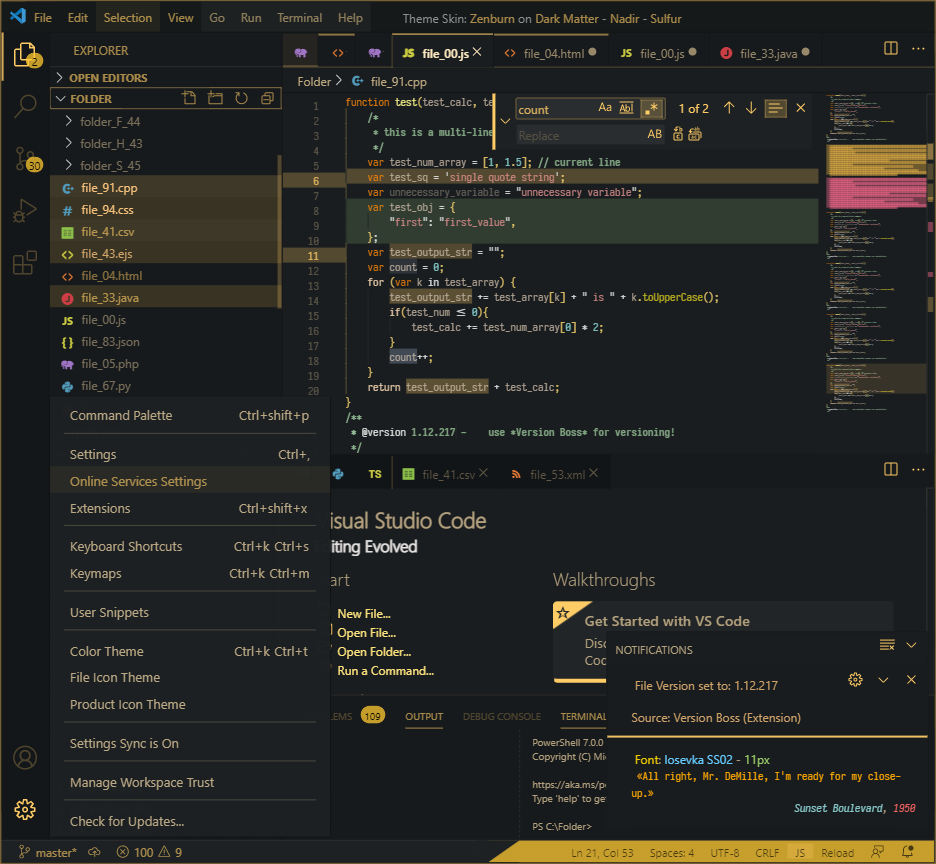 File Edit Selection View Go Run Terminal Help Theme Skin: Zenburn on Dark Matter - Nadir - Sulfur
EXPLORER
2
JS file_00.js
<> file_04.html
JS file_00.js
file_33.java
OPEN EDITORS
FOLDER
Folder > file_91.cpp
folder_F_44
folder_H_43
folder_S_45
30
file_91.cpp
# file_94.css
file_41.csv
<> file_43.ejs
<> file_04.html
file_33.java
JS file_00.js
{} file_83.json
file_05.php
file_67.py
count
Aa Abl .*
1 of 2
Replace
AB
1 function test(test_calc, te
2 /*
3 * this is a multi-line
4 */
5 var test_num_array = [1, 1.5]; // current line
6 var test_sq = 'single quote string';
7 var unnecessary_variable = "unnecessary variable";
8 var test_obj = {
9 "first": "first_value",
10 };
11 var test_output_str = "";
12 var count = 0;
13 for (var k in test_array) {
14 test_output_str += test_array[k] + " is " + k.toUpperCase();
15 if(test_num ≤ 0){
16 test_calc += test_num_array[0] * 2;
17 }
18 count++;
19 }
20 return test_output_str + test_calc;
}
/**
* @version 1.12.217 - use *Version Boss* for versioning!
*/
Command Palette Ctrl+shift+p
Settings Ctrl+,
Online Services Settings
Extensions Ctrl+shift+x
Keyboard Shortcuts Ctrl+k Ctrl+s
Keymaps Ctrl+k Ctrl+m
User Snippets
Color Theme Ctrl+k Ctrl+t
File Icon Theme
Product Icon Theme
Settings Sync is On
Manage Workspace Trust
Check for Updates...
TS file_41.csv file_53.xml
isual Studio Code
iting Evolved
art
New File...
Open File...
Open Folder...
Run a Command...
Walkthroughs
Get Started with VS Code
Disc
Coc
LEMS 109 OUTPUT DEBUG CONSOLE TERMINAL
PowerShell 7.0.0
Copyright (C) Mi
https://aka.ms/p
Type 'help' to ge
PS C:\Folder>
NOTIFICATIONS
File Version set to: 1.12.217
Source: Version Boss (Extension)
Font: Iosevka SS02 - 11px
«All right, Mr. DeMille, I'm ready for my close-
up.»
Sunset Boulevard, 1950
master* 100 9
Ln 21, Col 53 Spaces: 4 UTF-8 CRLF JS Reload